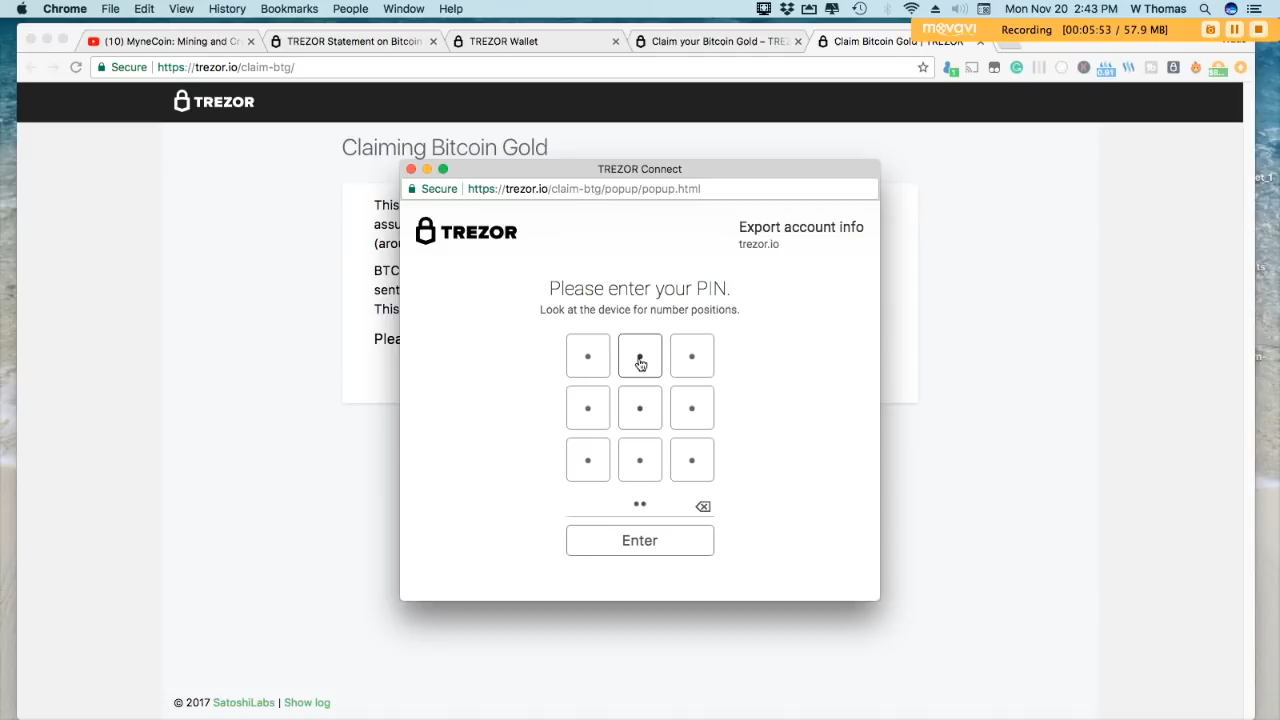 Chrome File Edit View History Bookmarks People Window Help Mon Nov 20 2:43 PM W Thomas
movavi Recording [00:05:53 / 57.9 MB]
(10) MyneCoin: Mining and C TREZOR Statement on Bitcoin TREZOR Wallet Claim your Bitcoin Gold – TRE Claim Bitcoin Gold | TREZOR
Secure https://trezor.io/claim-btg/
TREZOR
Claiming Bitcoin Gold
TREZOR Connect
Secure https://trezor.io/claim-btg/popup/popup.html
This
assu
(aro
BTC
sent
This
Plea
TREZOR
Export account info
trezor.io
Please enter your PIN.
Look at the device for number positions.
Enter
© 2017 SatoshiLabs | Show log